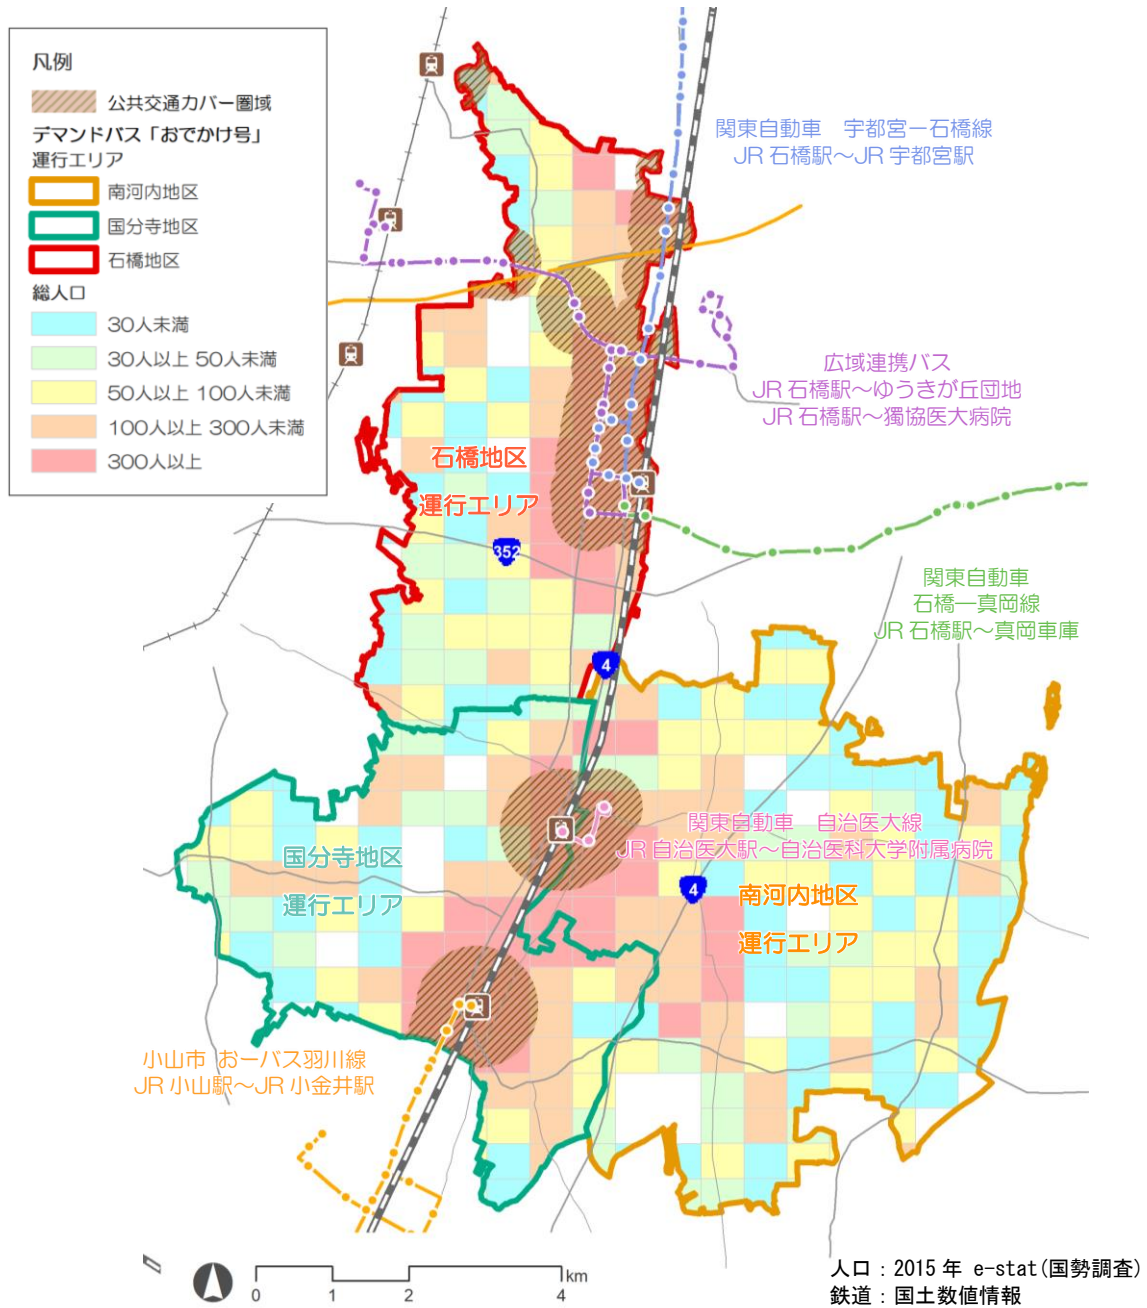 凡例
公共交通カバー圏域
デマンドバス「おでかけ号」
運行エリア
南河内地区
国分寺地区
石橋地区
総人口
30人未満
30人以上 50人未満
50人以上 100人未満
100人以上 300人未満
300人以上
関東自動車　宇都宮ー石橋線
JR 石橋駅～JR 宇都宮駅
広域連携バス
JR 石橋駅～ゆうきが丘団地
JR 石橋駅～獨協医大病院
石橋地区
運行エリア
352
関東自動車
石橋―真岡線
JR 石橋駅～真岡車庫
4
関東自動車　自治医大線
JR 自治医大駅～自治医科大学附属病院
国分寺地区
運行エリア
4
南河内地区
運行エリア
小山市 おーバス羽川線
JR 小山駅～JR 小金井駅
km
0 1 2 4
人口：2015 年 e-stat(国勢調査)
鉄道：国土数値情報